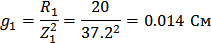 g₁ = R₁/Z₁² = 20/37.2² = 0.014 См